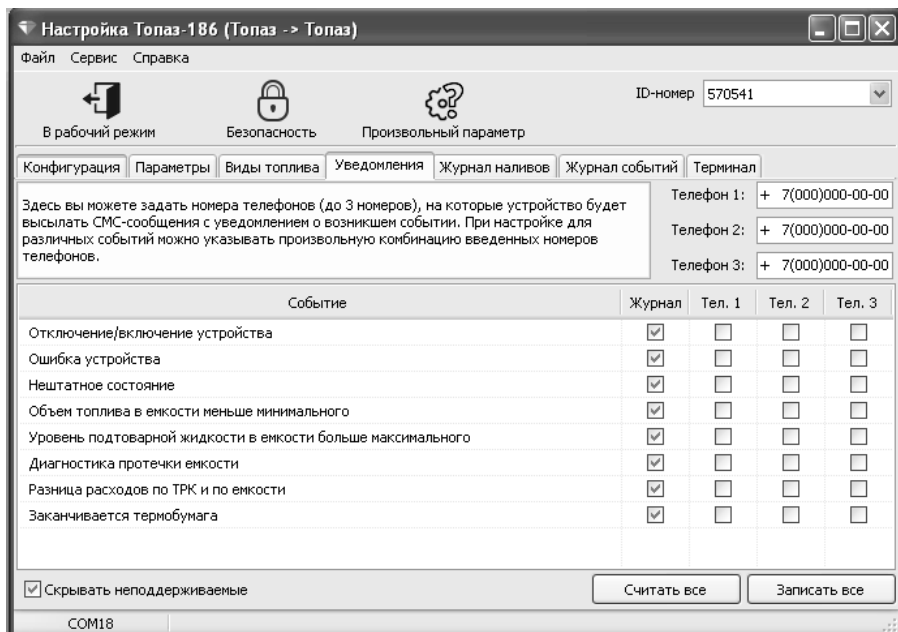 Настройка Топаз-186 (Топаз -> Топаз)
Файл Сервис Справка
В рабочий режим Безопасность Произвольный параметр ID-номер 570541
Конфигурация Параметры Виды топлива Уведомления Журнал наливов Журнал событий Терминал
Здесь вы можете задать номера телефонов (до 3 номеров), на которые устройство будет
высылать СМС-сообщения с уведомлением о возникшем событии. При настройке для
различных событий можно указывать произвольную комбинацию введенных номеров
телефонов.
Телефон 1: + 7(000)000-00-00
Телефон 2: + 7(000)000-00-00
Телефон 3: + 7(000)000-00-00
Событие Журнал Тел. 1 Тел. 2 Тел. 3
Отключение/включение устройства
Ошибка устройства
Нештатное состояние
Объем топлива в емкости меньше минимального
Уровень подтоварной жидкости в емкости больше максимального
Диагностика протечки емкости
Разница расходов по ТРК и по емкости
Заканчивается термобумага
Скрывать неподдерживаемые Считать все Записать все
COM18